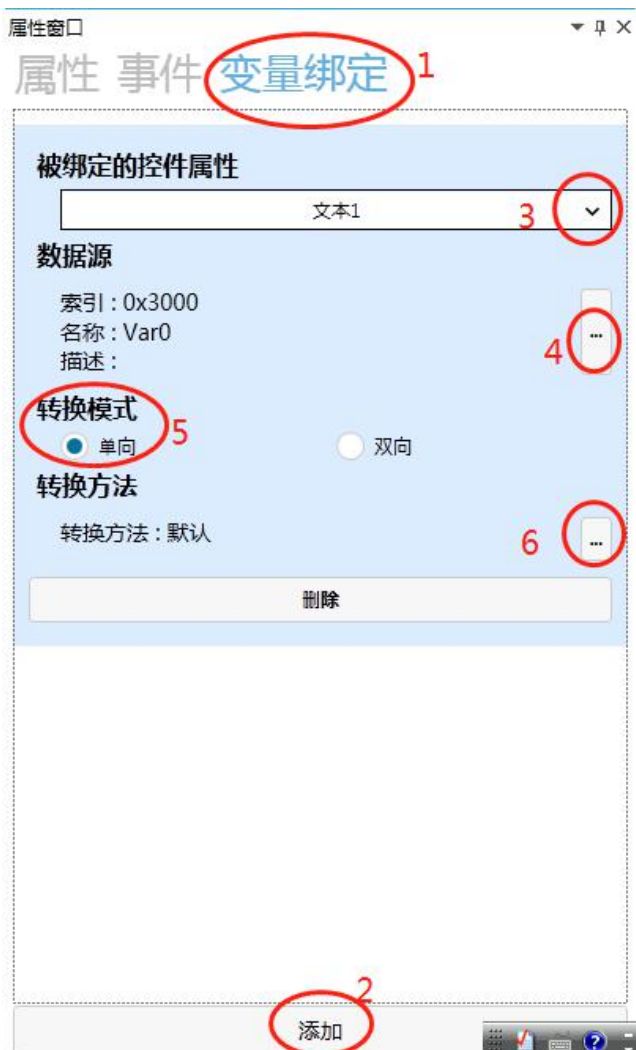 属性窗口
属性 事件 变量绑定 1
被绑定的控件属性
文本1 3
数据源
索引：0x3000
名称：Var0
描述：
4
转换模式 5
单向 双向
转换方法
转换方法：默认 6
删除
2
添加